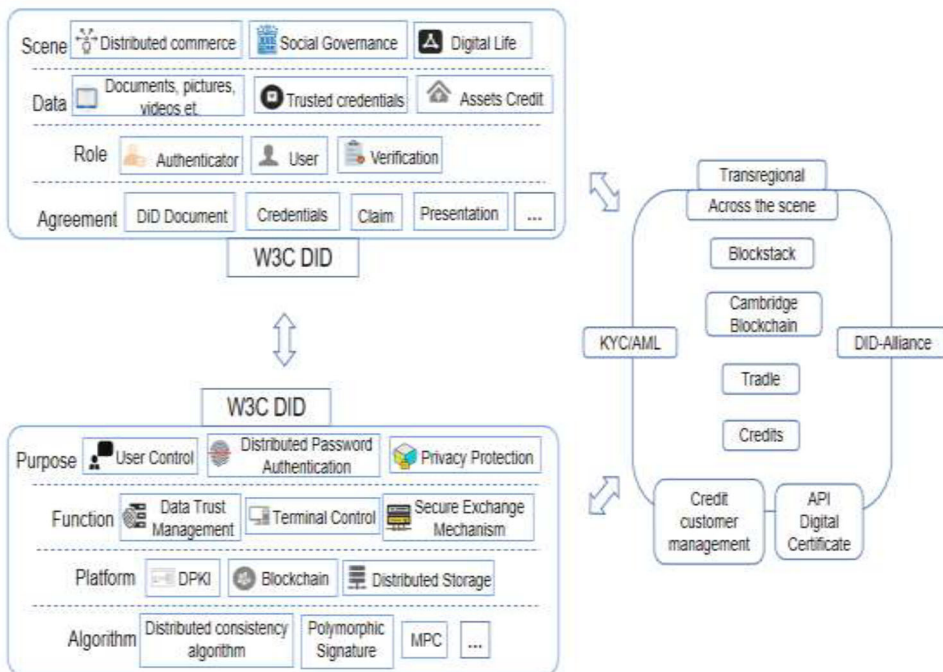 Scene
Distributed commerce
Social Governance
Digital Life
Data
Documents, pictures,
videos et.
Trusted credentials
Assets Credit
Role
Authenticator
User
Verification
Agreement
DiD Document
Credentials
Claim
Presentation
...
W3C DID
W3C DID
Purpose
User Control
Distributed Password
Authentication
Privacy Protection
Function
Data Trust
Management
Terminal Control
Secure Exchange
Mechanism
Platform
DPKI
Blockchain
Distributed Storage
Algorithm
Distributed consistency
algorithm
Polymorphic
Signature
MPC
...
Transregional
Across the scene
Blockstack
Cambridge
Blockchain
KYC/AML
DID-Alliance
Tradle
Credits
Credit
customer
management
API
Digital
Certificate